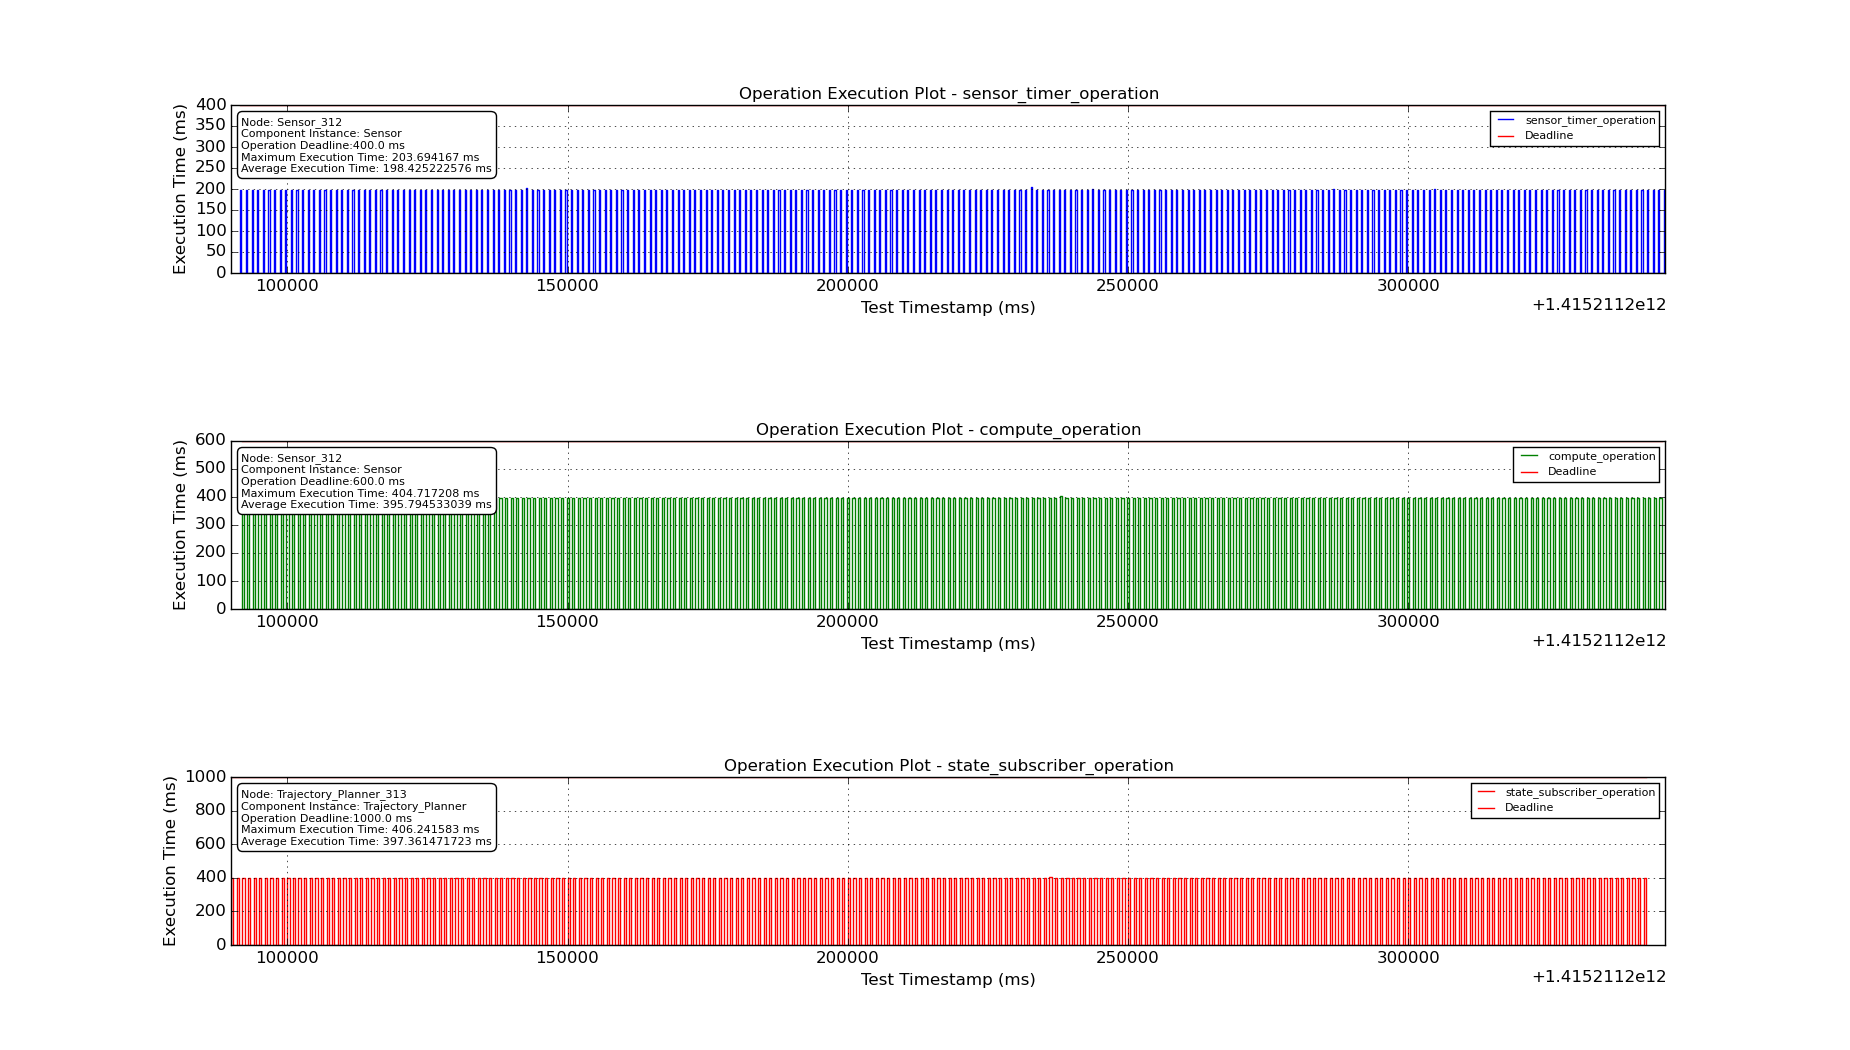 Operation Execution Plot - sensor_timer_operation
Execution Time (ms)
400
350
300
250
200
150
100
50
0
Node: Sensor_312
Component Instance: Sensor
Operation Deadline:400.0 ms
Maximum Execution Time: 203.694167 ms
Average Execution Time: 198.425222576 ms
sensor_timer_operation
Deadline
100000 150000 200000 250000 300000
Test Timestamp (ms)
+1.4152112e12
Operation Execution Plot - compute_operation
Execution Time (ms)
600
500
400
300
200
100
0
Node: Sensor_312
Component Instance: Sensor
Operation Deadline:600.0 ms
Maximum Execution Time: 404.717208 ms
Average Execution Time: 395.794533039 ms
compute_operation
Deadline
100000 150000 200000 250000 300000
Test Timestamp (ms)
+1.4152112e12
Operation Execution Plot - state_subscriber_operation
Execution Time (ms)
1000
800
600
400
200
0
Node: Trajectory_Planner_313
Component Instance: Trajectory_Planner
Operation Deadline:1000.0 ms
Maximum Execution Time: 406.241583 ms
Average Execution Time: 397.361471723 ms
state_subscriber_operation
Deadline
100000 150000 200000 250000 300000
Test Timestamp (ms)
+1.4152112e12